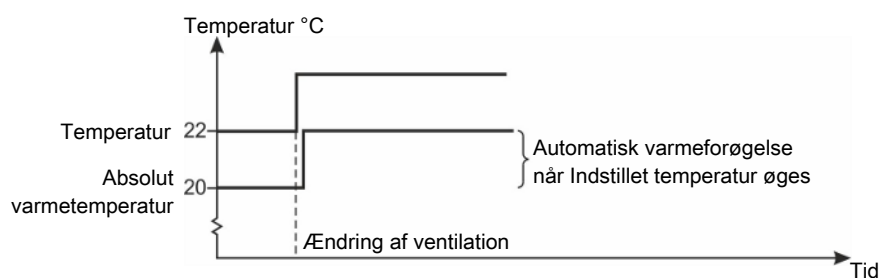 Temperatur °C
Temperatur
22
Absolut
varmetemperatur
20
Automatisk varmeforøgelse
når Indstillet temperatur øges
Ændring af ventilation
Tid